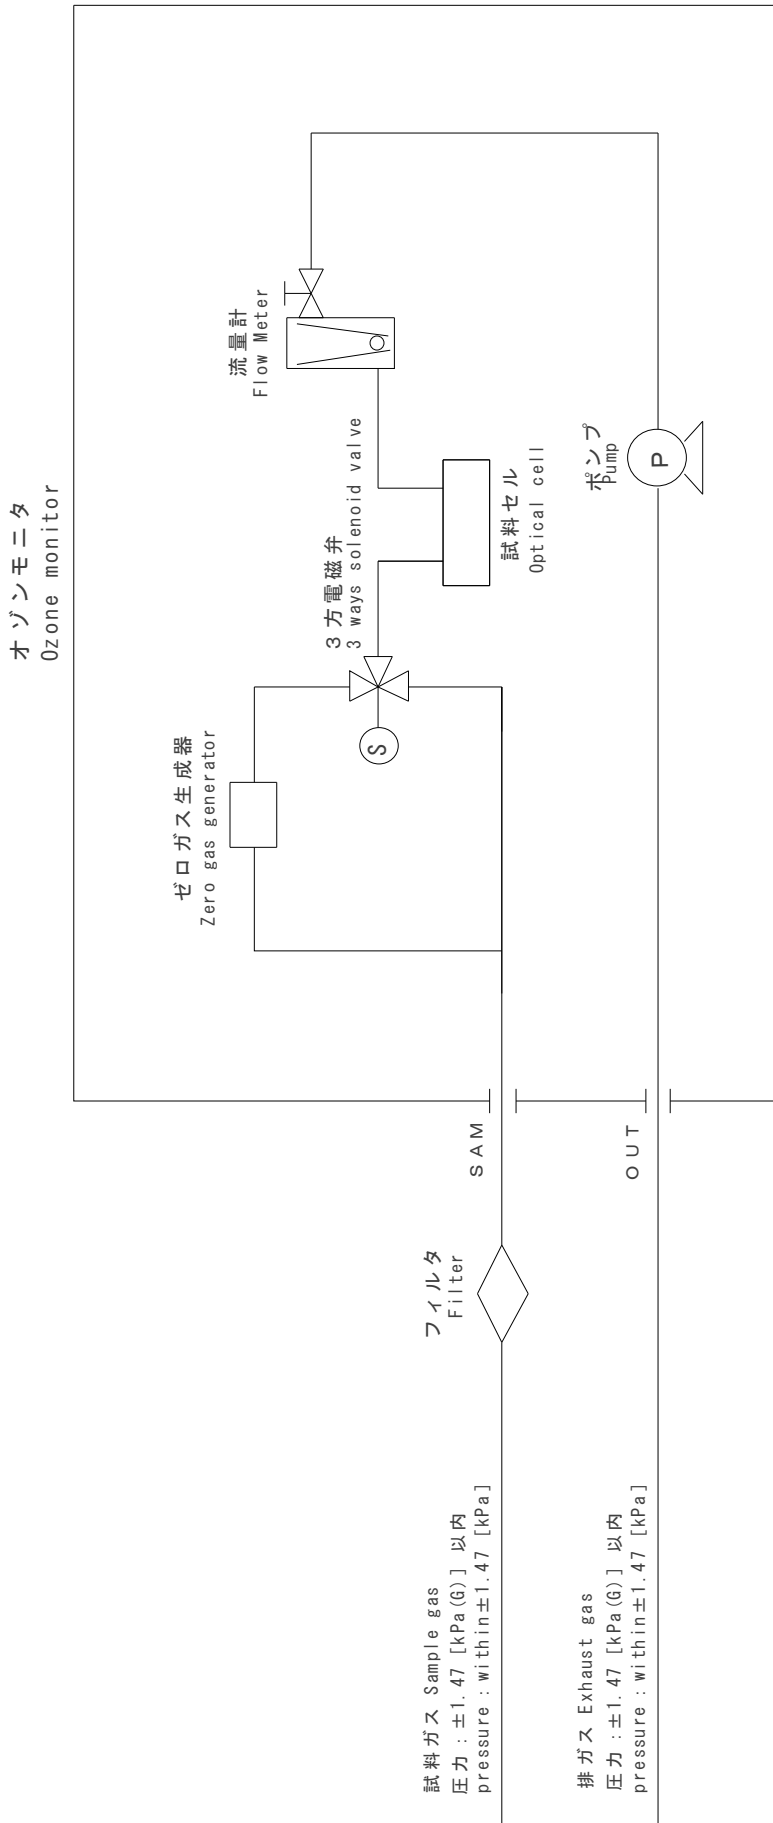 オゾンモニタ
Ozone monitor
試料ガス Sample gas
圧力：±1.47 [kPa(G)] 以内
pressure：within±1.47 [kPa]
フィルタ
Filter
SAM
ゼロガス生成器
Zero gas generator
S
3方電磁弁
3 ways solenoid valve
試料セル
Optical cell
流量計
Flow Meter
ポンプ
Pump
P
OUT
排ガス Exhaust gas
圧力：±1.47 [kPa(G)] 以内
pressure：within±1.47 [kPa]